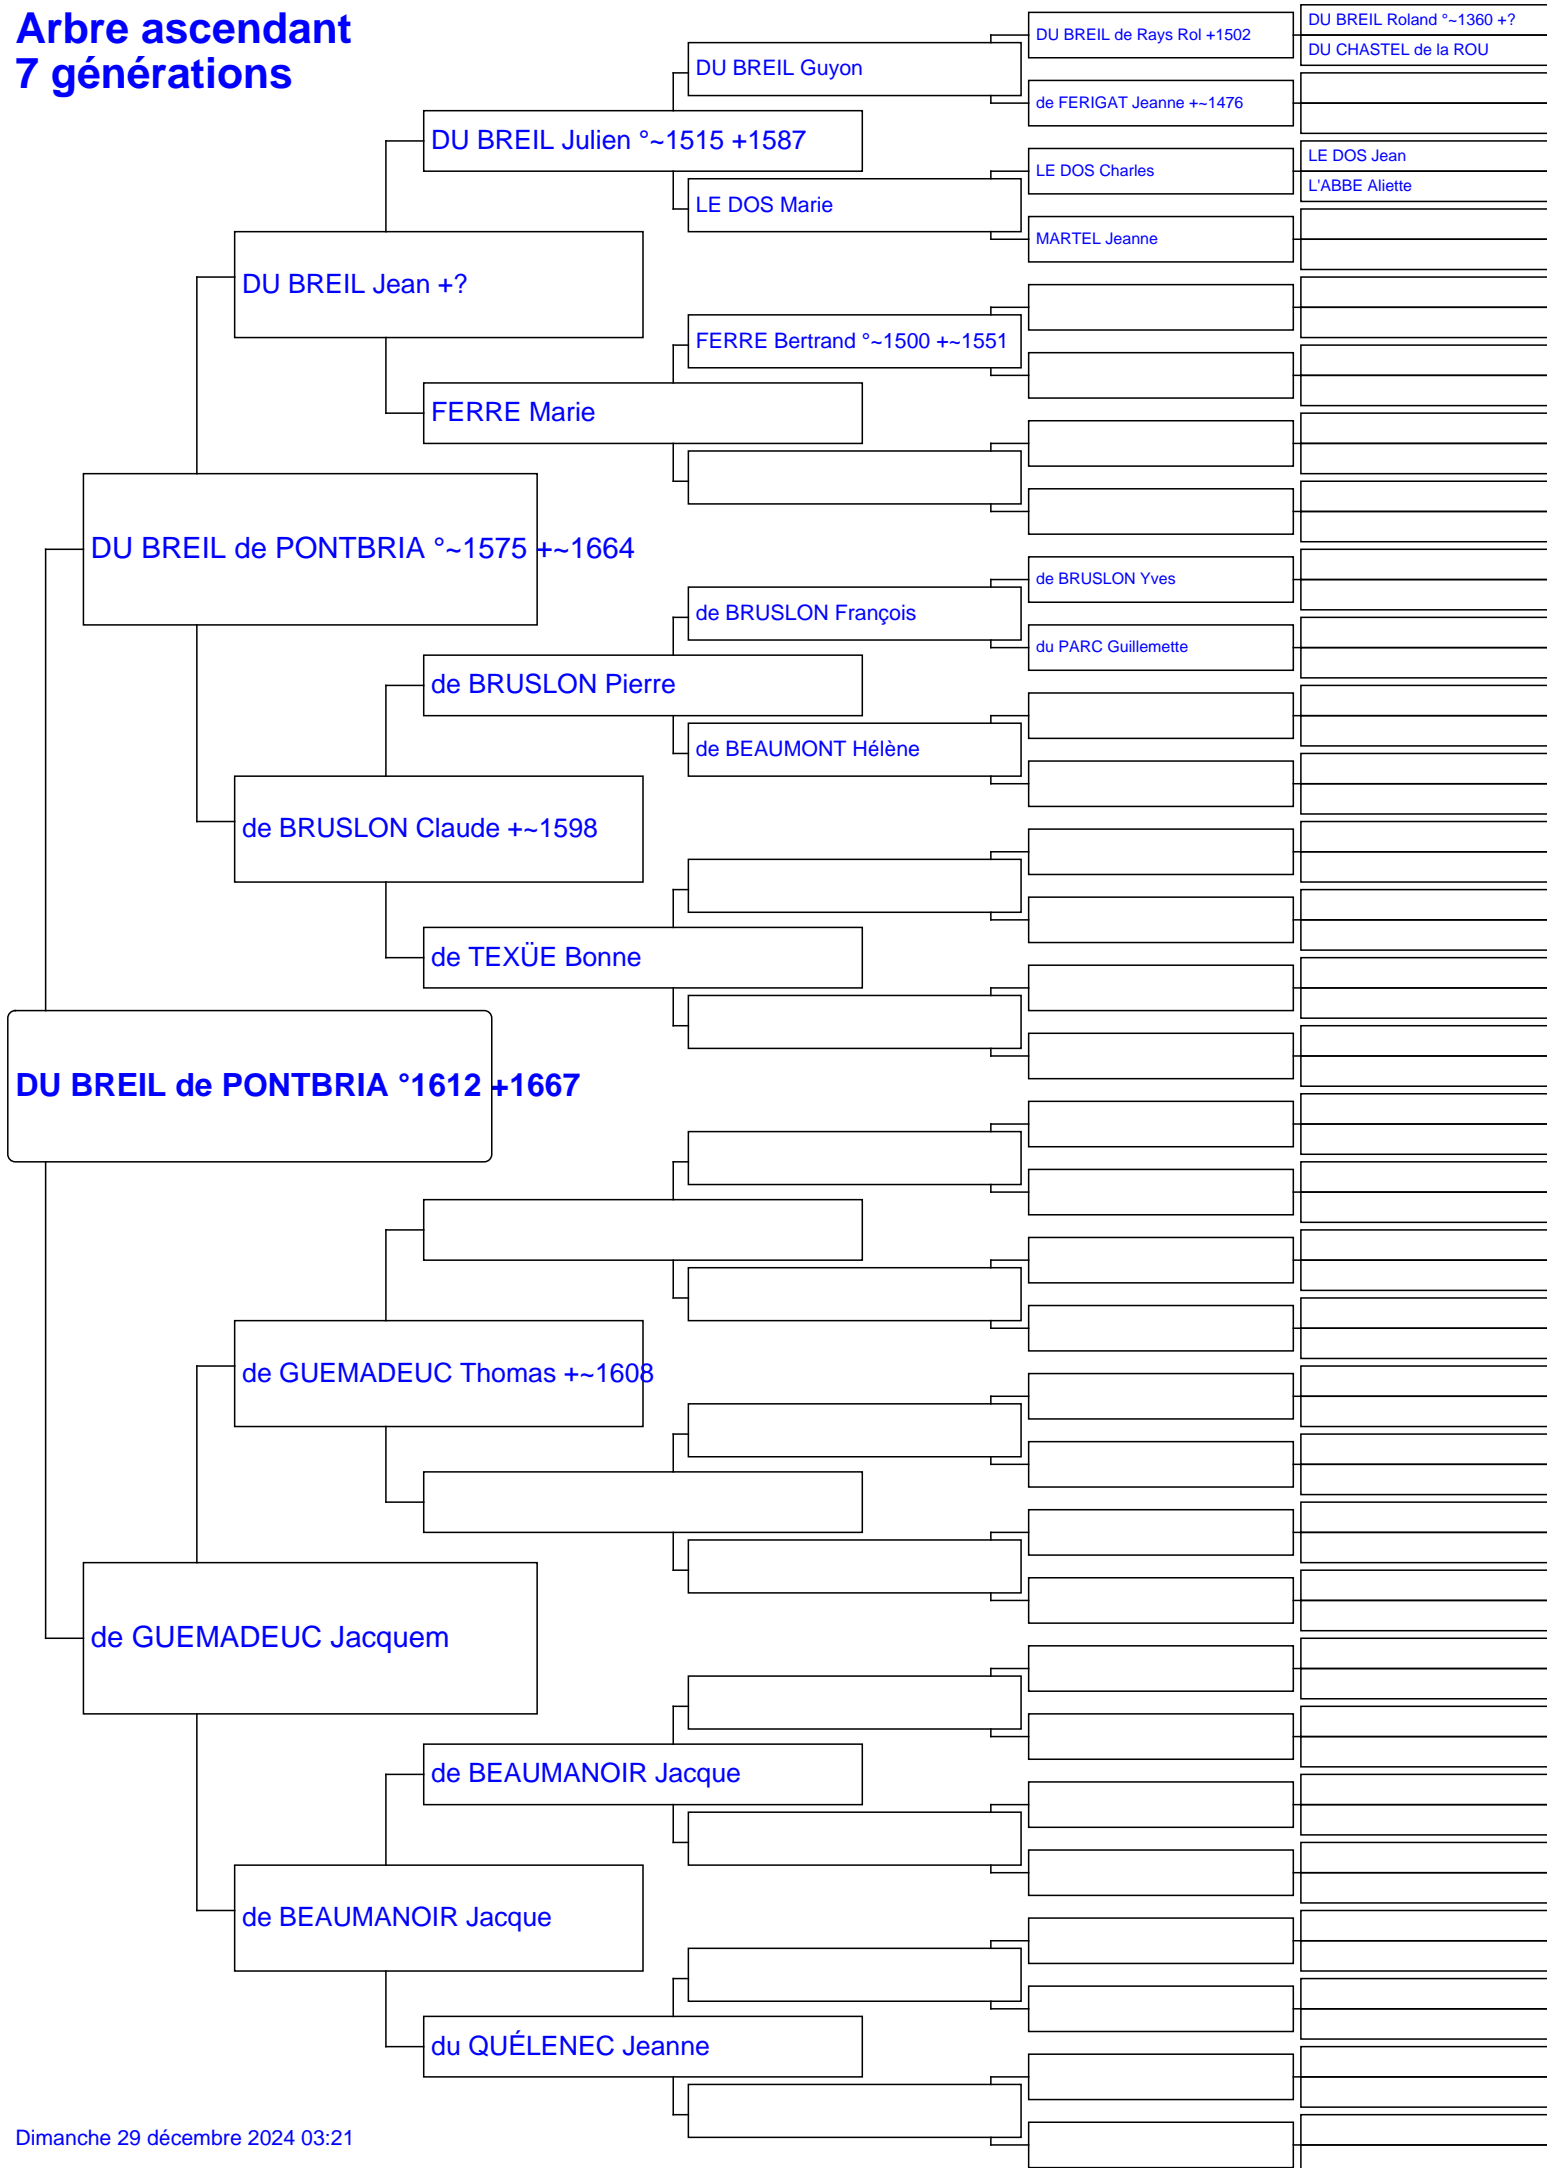 Arbre ascendant
7 générations
DU BREIL Roland °~1360 +?
DU BREIL de Rays Rol +1502
DU CHASTEL de la ROU
DU BREIL Guyon
de FERIGAT Jeanne +~1476
DU BREIL Julien °~1515 +1587
LE DOS Jean
LE DOS Charles
L'ABBE Aliette
LE DOS Marie
MARTEL Jeanne
DU BREIL Jean +?
FERRE Bertrand °~1500 +~1551
FERRE Marie
DU BREIL de PONTBRIA °~1575 +~1664
de BRUSLON Yves
de BRUSLON François
du PARC Guillemette
de BRUSLON Pierre
de BEAUMONT Hélène
de BRUSLON Claude +~1598
de TEXÜE Bonne
DU BREIL de PONTBRIA °1612 +1667
de GUEMADEUC Thomas +~1608
de GUEMADEUC Jacquem
de BEAUMANOIR Jacque
de BEAUMANOIR Jacque
du QUÉLENEC Jeanne
Dimanche 29 décembre 2024 03:21